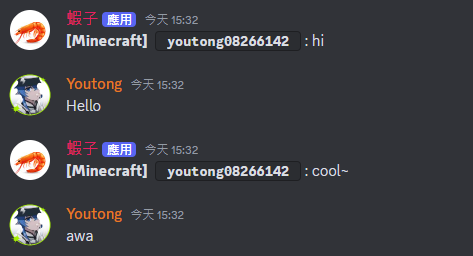 蝦子 應用 今天 15:32
[Minecraft] youtong08266142 : hi
Youtong 今天 15:32
Hello
蝦子 應用 今天 15:32
[Minecraft] youtong08266142 : cool~
Youtong 今天 15:32
awa